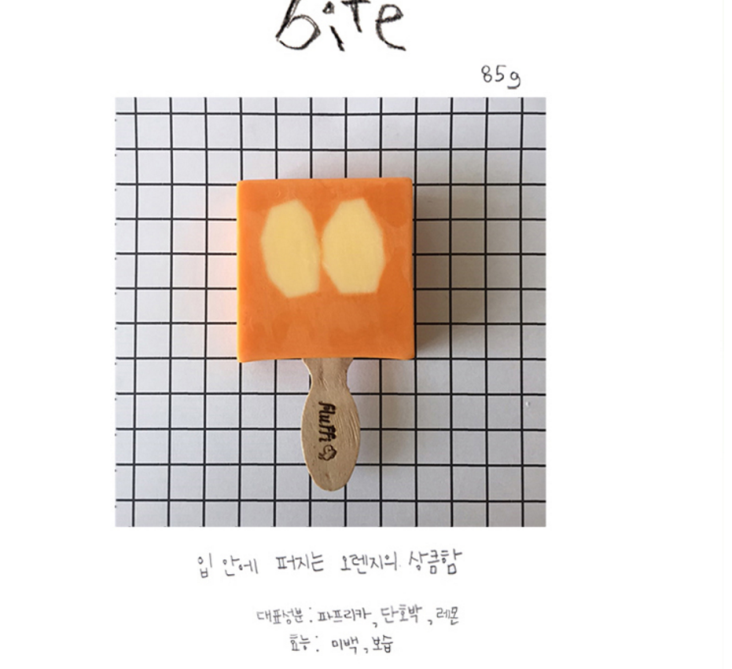 bite
85g
fluffi
입 안에 퍼지는 오렌지의 상큼함
대표성분 : 파프리카, 단호박, 레몬
효능 : 미백, 보습